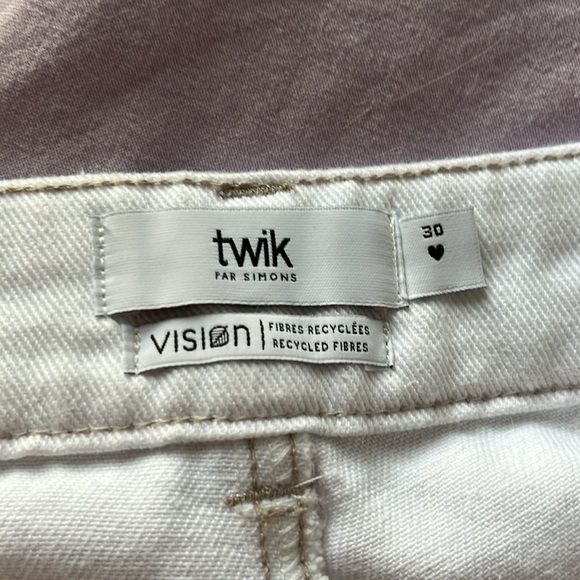 twik
PAR SIMONS
30
VISION
FIBRES RECYCLÉES
RECYCLED FIBRES